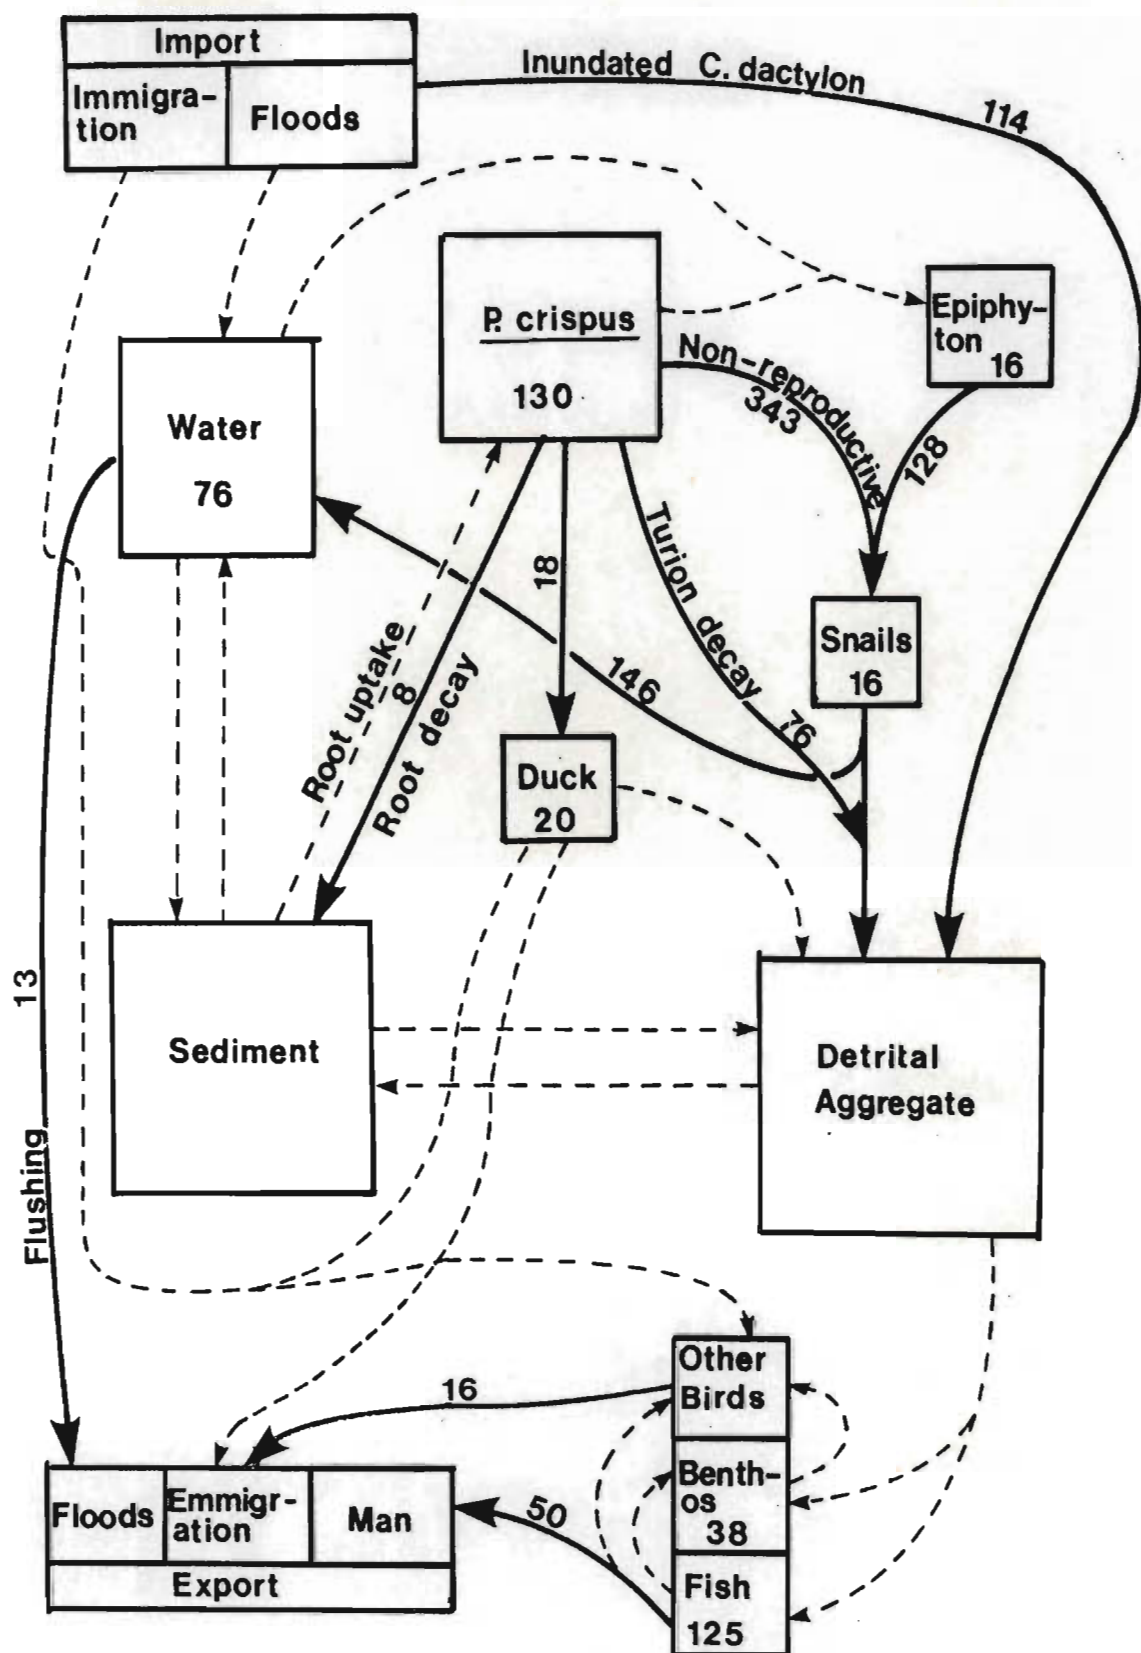 Import
Immigra-
tion
Floods
Inundated C. dactylon
114
P. crispus
130
Epiphy-
ton
16
Non-reproductive
343
128
Water
76
Snails
16
18
Turion decay
76
146
Root uptake
8
Root decay
Duck
20
13
Flushing
Sediment
Detrital
Aggregate
Other
Birds
16
Benth-
os
38
50
Fish
125
Floods
Emmigr-
ation
Man
Export